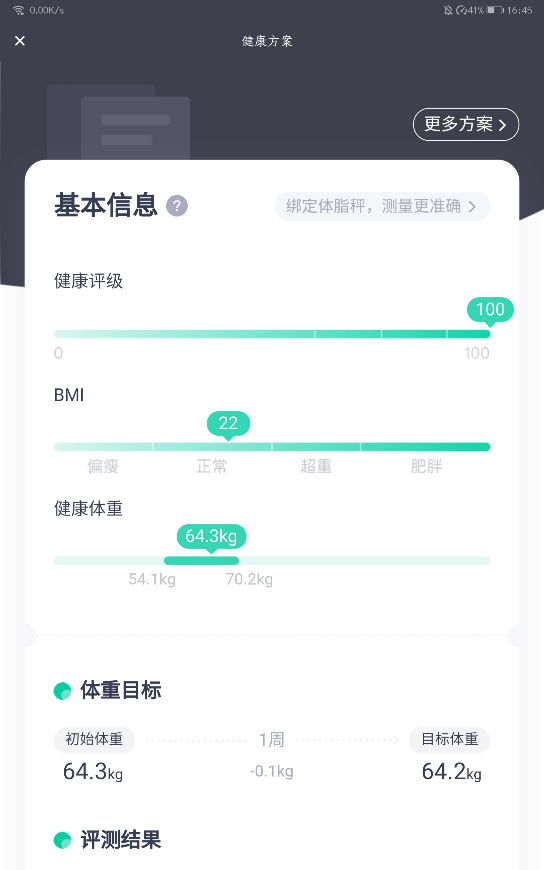 0.00K/s 41% 16:45
健康方案
更多方案
基本信息 ? 绑定体脂秤，测量更准确
健康评级
100
0 100
BMI
22
偏瘦 正常 超重 肥胖
健康体重
64.3kg
54.1kg 70.2kg
体重目标
初始体重 1周 目标体重
64.3kg -0.1kg 64.2kg
评测结果